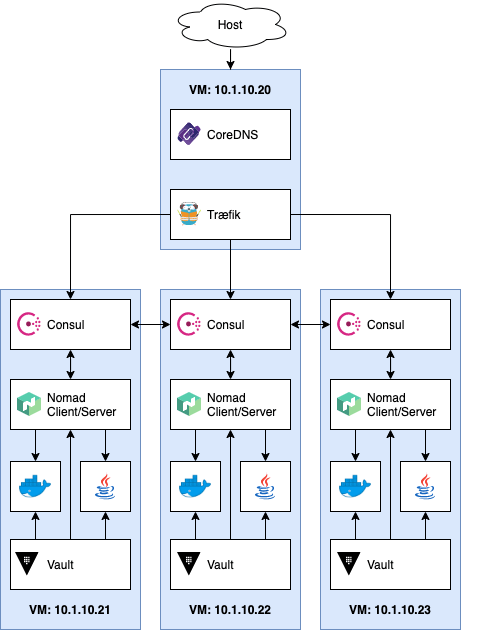 Host
VM: 10.1.10.20
CoreDNS
Træfik
Consul
Consul
Consul
Nomad
Client/Server
Nomad
Client/Server
Nomad
Client/Server
Vault
Vault
Vault
VM: 10.1.10.21
VM: 10.1.10.22
VM: 10.1.10.23